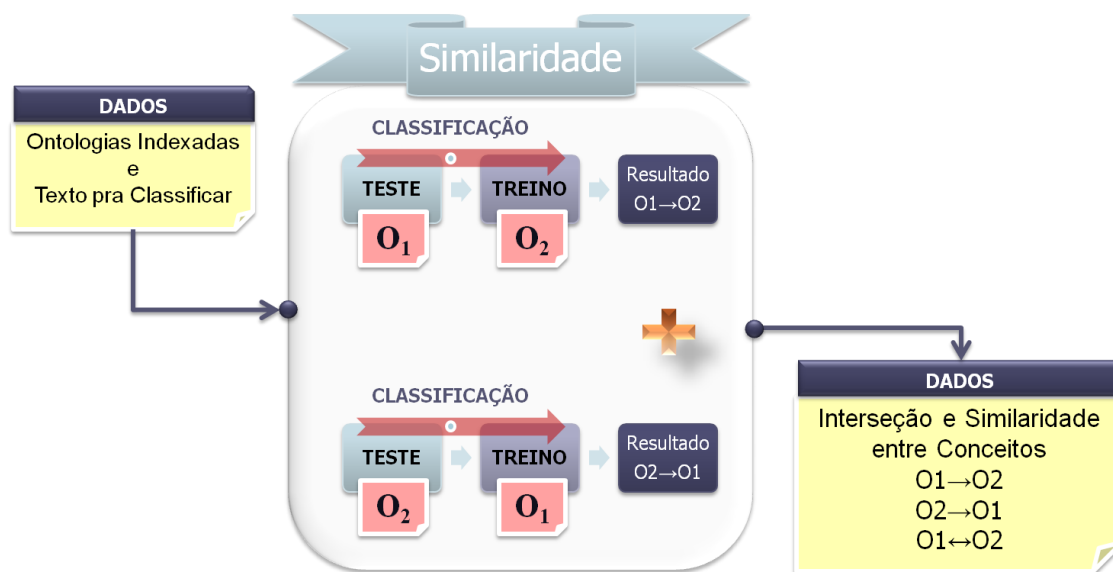 Similaridade
DADOS
Ontologias Indexadas
e
Texto pra Classificar
CLASSIFICAÇÃO
TESTE
TREINO
Resultado
O1→O2
O₁
O₂
CLASSIFICAÇÃO
TESTE
TREINO
Resultado
O2→O1
O₂
O₁
DADOS
Interseção e Similaridade
entre Conceitos
O1→O2
O2→O1
O1↔O2